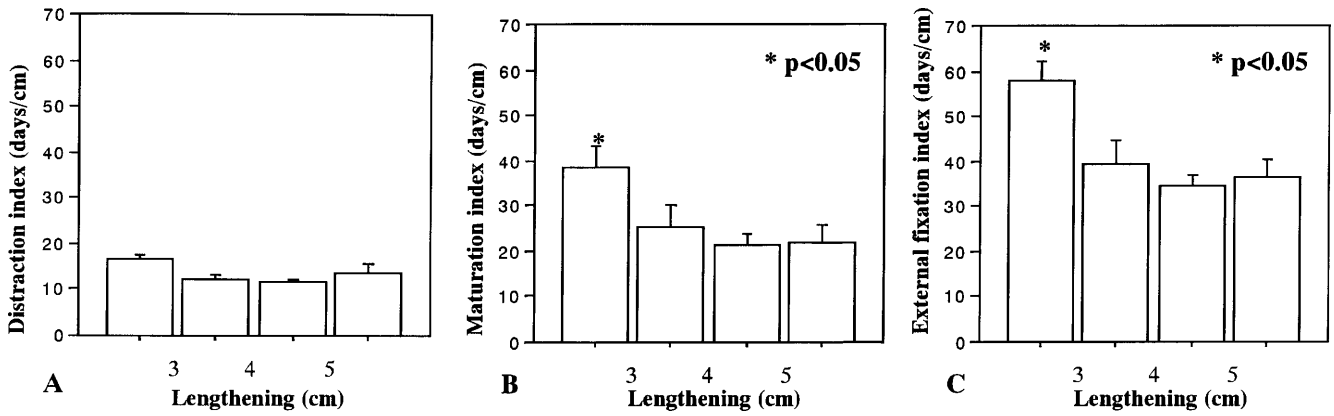 Distraction index (days/cm)
70
60
50
40
30
20
10
0
3 4 5
Lengthening (cm)
A
Maturation index (days/cm)
70
60
50
40
30
20
10
0
* p<0.05
*
3 4 5
Lengthening (cm)
B
External fixation index (days/cm)
70
60
50
40
30
20
10
0
*
* p<0.05
3 4 5
Lengthening (cm)
C